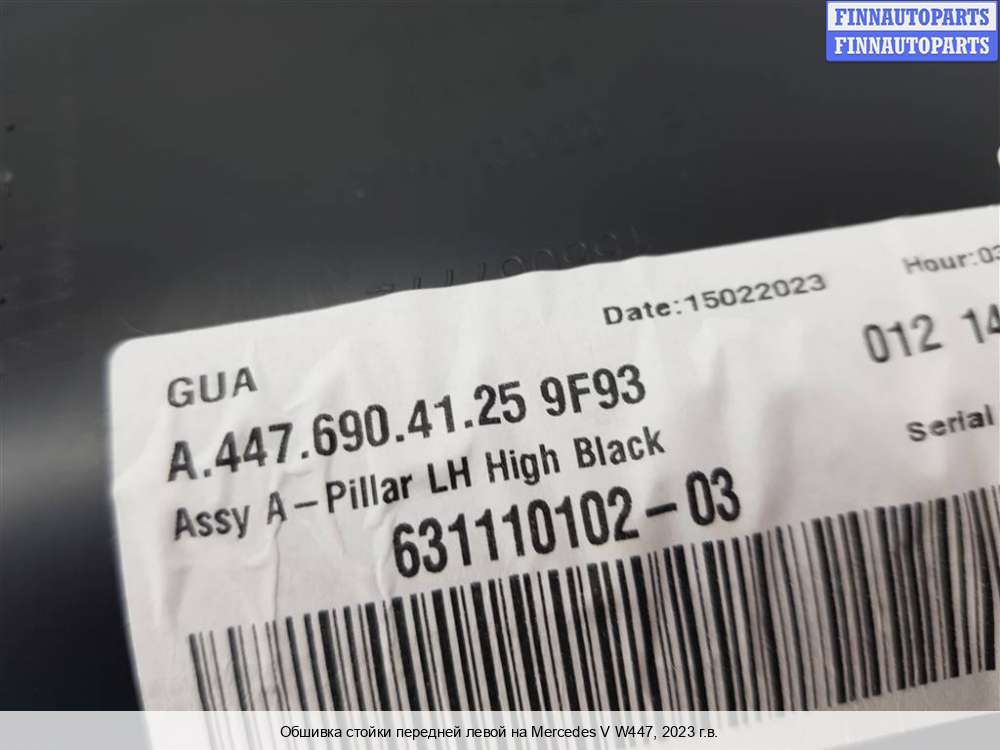 FINNAUTOPARTS
FINNAUTOPARTS
Date:15022023
Hour:03
GUA
012 14
A.447.690.41.25 9F93
Serial
Assy A-Pillar LH High Black
631110102-03
Обшивка стойки передней левой на Mercedes V W447, 2023 г.в.